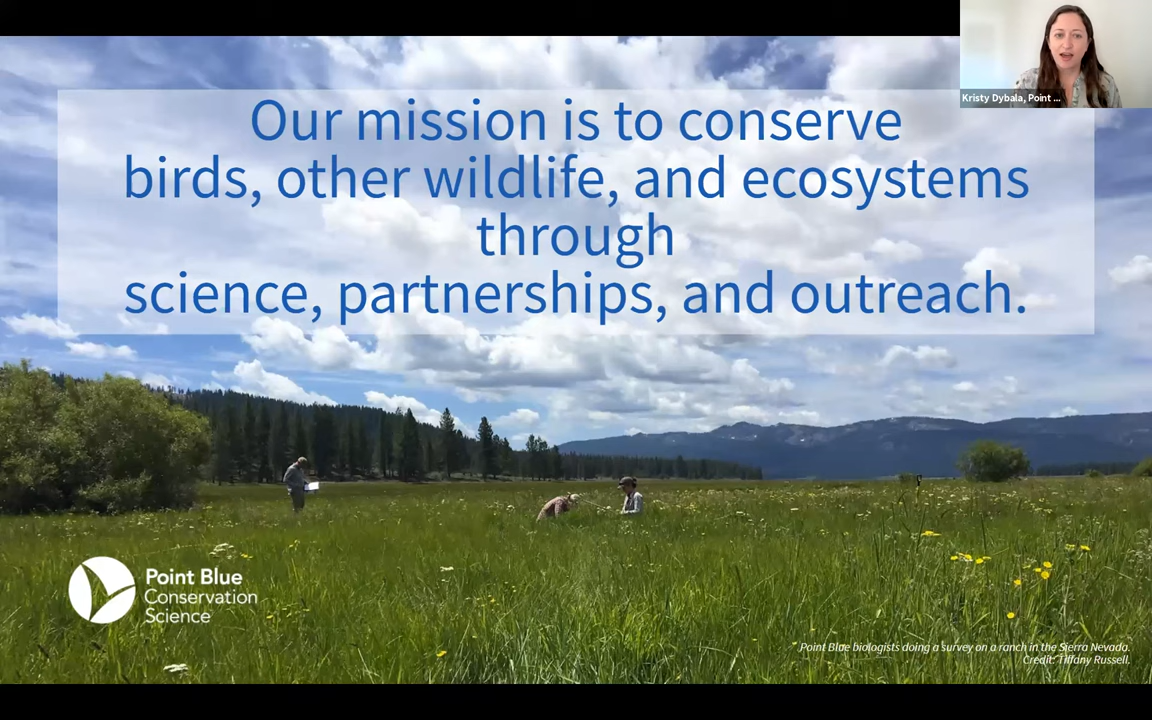 Kristy Dybala, Point ...
Our mission is to conserve
birds, other wildlife, and ecosystems
through
science, partnerships, and outreach.
Point Blue
Conservation
Science
Point Blue biologists doing a survey on a ranch in the Sierra Nevada.
Credit: Tiffany Russell.